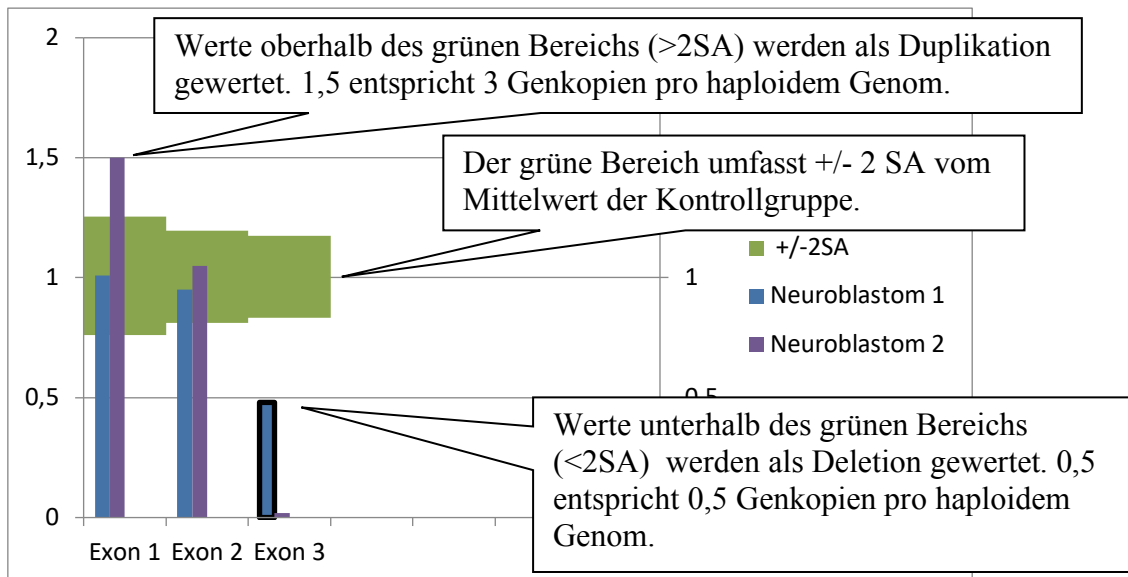 2
Werte oberhalb des grünen Bereichs (>2SA) werden als Duplikation
gewertet. 1,5 entspricht 3 Genkopien pro haploidem Genom.
1,5
Der grüne Bereich umfasst +/- 2 SA vom
Mittelwert der Kontrollgruppe.
+/-2SA
1
1
Neuroblastom 1
Neuroblastom 2
0,5
Werte unterhalb des grünen Bereichs
(<2SA) werden als Deletion gewertet. 0,5
entspricht 0,5 Genkopien pro haploidem
Genom.
0
Exon 1 Exon 2 Exon 3